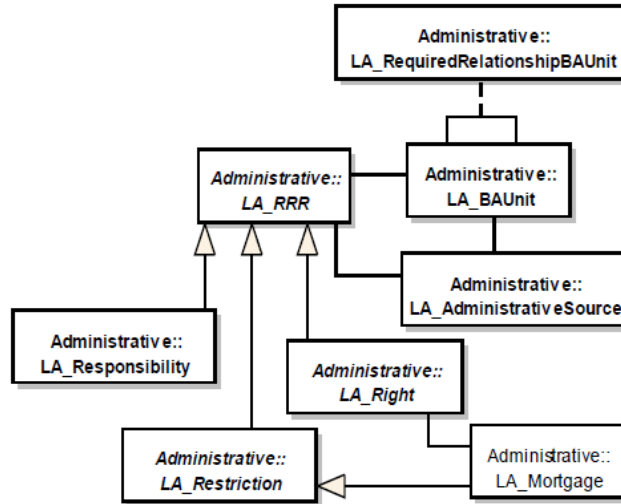 Administrative::
LA_RequiredRelationshipBAUnit
Administrative::
LA_RRR
Administrative::
LA_BAUnit
Administrative::
LA_AdministrativeSource
Administrative::
LA_Responsibility
Administrative::
LA_Right
Administrative::
LA_Restriction
Administrative::
LA_Mortgage